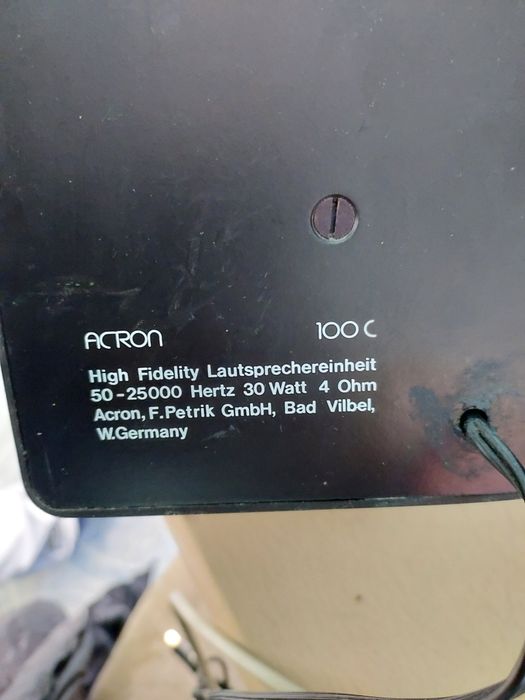 ACRON 100 C
High Fidelity Lautsprechereinheit
50-25000 Hertz 30 Watt 4 Ohm
Acron, F. Petrik GmbH, Bad Vilbel,
W.Germany